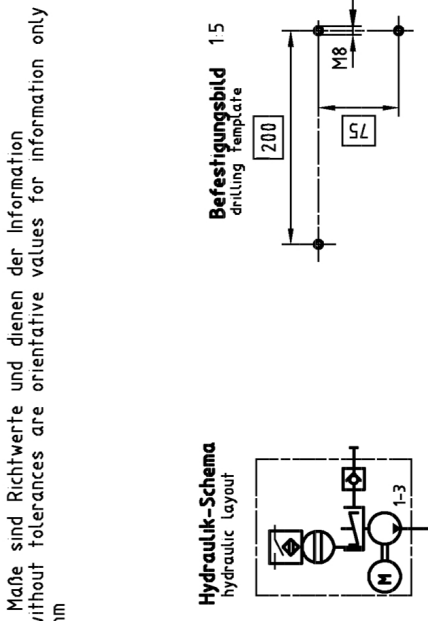 Maße sind Richtwerte und dienen der Information
without tolerances are orientative values for information only
mm
Befestigungsbild 1:5
drilling template
200
75
M8
Hydraulik-Schema
hydraulic layout
M
1-3